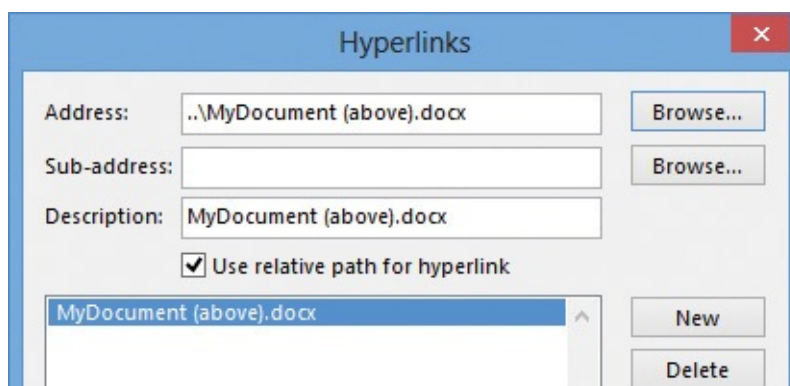 Hyperlinks
Address: ..\MyDocument (above).docx Browse...
Sub-address: Browse...
Description: MyDocument (above).docx
Use relative path for hyperlink
MyDocument (above).docx New
Delete